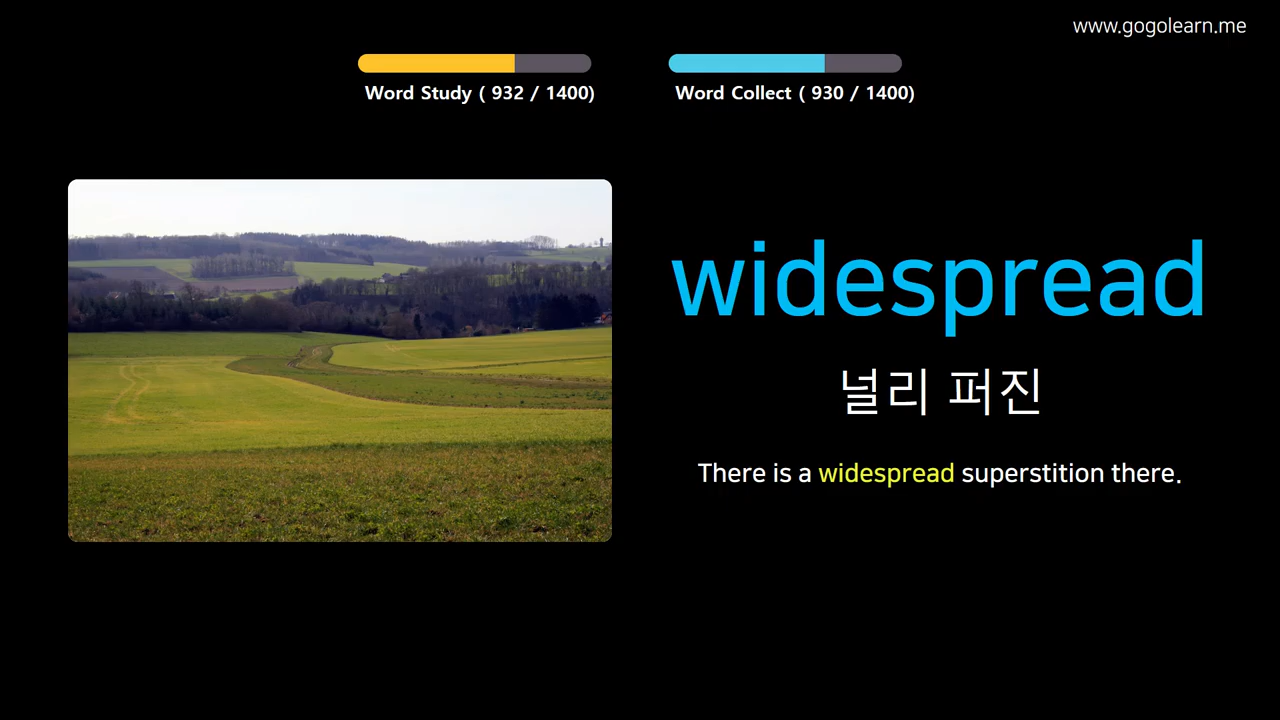 www.gogolearn.me
Word Study ( 932 / 1400)
Word Collect ( 930 / 1400)
widespread
널리 퍼진
There is a widespread superstition there.